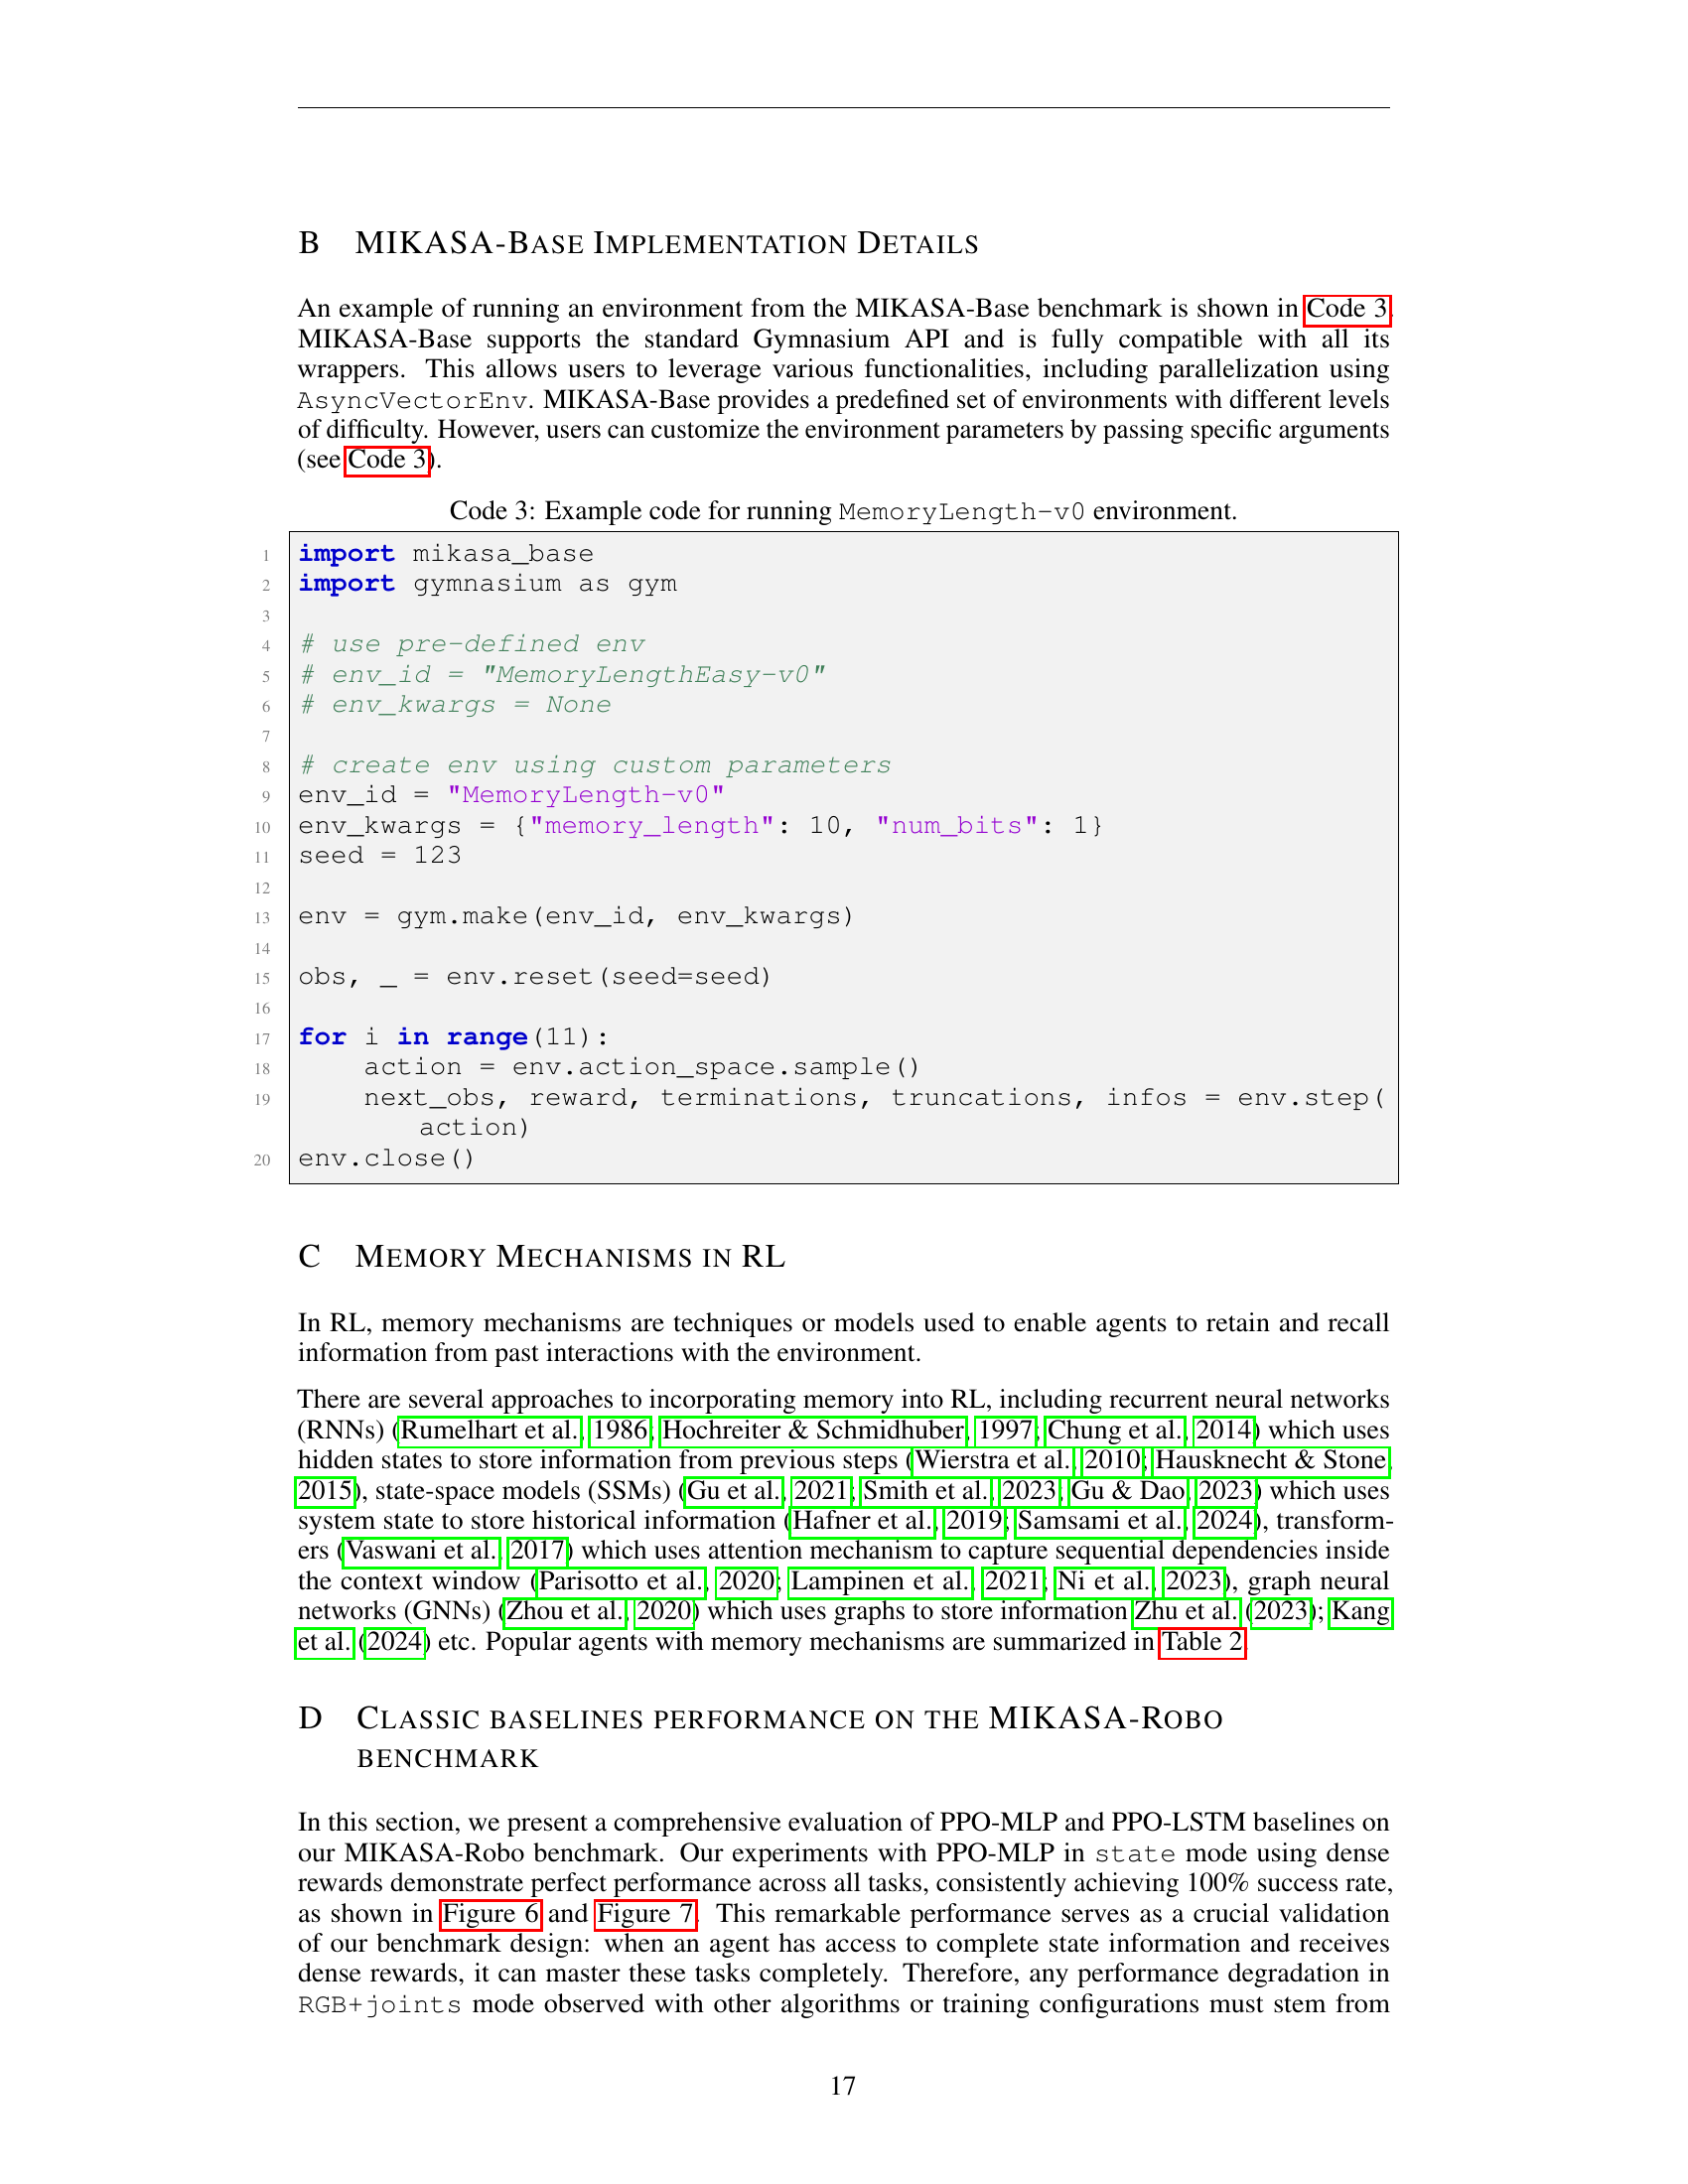 B MIKASA-BASE IMPLEMENTATION DETAILS
An example of running an environment from the MIKASA-Base benchmark is shown in Code 3.
MIKASA-Base supports the standard Gymnasium API and is fully compatible with all its
wrappers. This allows users to leverage various functionalities, including parallelization using
AsyncVectorEnv. MIKASA-Base provides a predefined set of environments with different levels
of difficulty. However, users can customize the environment parameters by passing specific arguments
(see Code 3).
Code 3: Example code for running MemoryLength-v0 environment.
1 import mikasa_base
2 import gymnasium as gym
3
4 # use pre-defined env
5 # env_id = "MemoryLengthEasy-v0"
6 # env_kwargs = None
7
8 # create env using custom parameters
9 env_id = "MemoryLength-v0"
10 env_kwargs = {"memory_length": 10, "num_bits": 1}
11 seed = 123
12
13 env = gym.make(env_id, env_kwargs)
14
15 obs, _ = env.reset(seed=seed)
16
17 for i in range(11):
18 action = env.action_space.sample()
19 next_obs, reward, terminations, truncations, infos = env.step(
action)
20 env.close()
C MEMORY MECHANISMS IN RL
In RL, memory mechanisms are techniques or models used to enable agents to retain and recall
information from past interactions with the environment.
There are several approaches to incorporating memory into RL, including recurrent neural networks
(RNNs) (Rumelhart et al., 1986; Hochreiter & Schmidhuber, 1997; Chung et al., 2014) which uses
hidden states to store information from previous steps (Wierstra et al., 2010; Hausknecht & Stone,
2015), state-space models (SSMs) (Gu et al., 2021; Smith et al., 2023; Gu & Dao, 2023) which uses
system state to store historical information (Hafner et al., 2019; Samsami et al., 2024), transform-
ers (Vaswani et al., 2017) which uses attention mechanism to capture sequential dependencies inside
the context window (Parisotto et al., 2020; Lampinen et al., 2021; Ni et al., 2023), graph neural
networks (GNNs) (Zhou et al., 2020) which uses graphs to store information Zhu et al. (2023); Kang
et al. (2024) etc. Popular agents with memory mechanisms are summarized in Table 2.
D CLASSIC BASELINES PERFORMANCE ON THE MIKASA-ROBO
BENCHMARK
In this section, we present a comprehensive evaluation of PPO-MLP and PPO-LSTM baselines on
our MIKASA-Robo benchmark. Our experiments with PPO-MLP in state mode using dense
rewards demonstrate perfect performance across all tasks, consistently achieving 100% success rate,
as shown in Figure 6 and Figure 7. This remarkable performance serves as a crucial validation
of our benchmark design: when an agent has access to complete state information and receives
dense rewards, it can master these tasks completely. Therefore, any performance degradation in
RGB+joints mode observed with other algorithms or training configurations must stem from
17